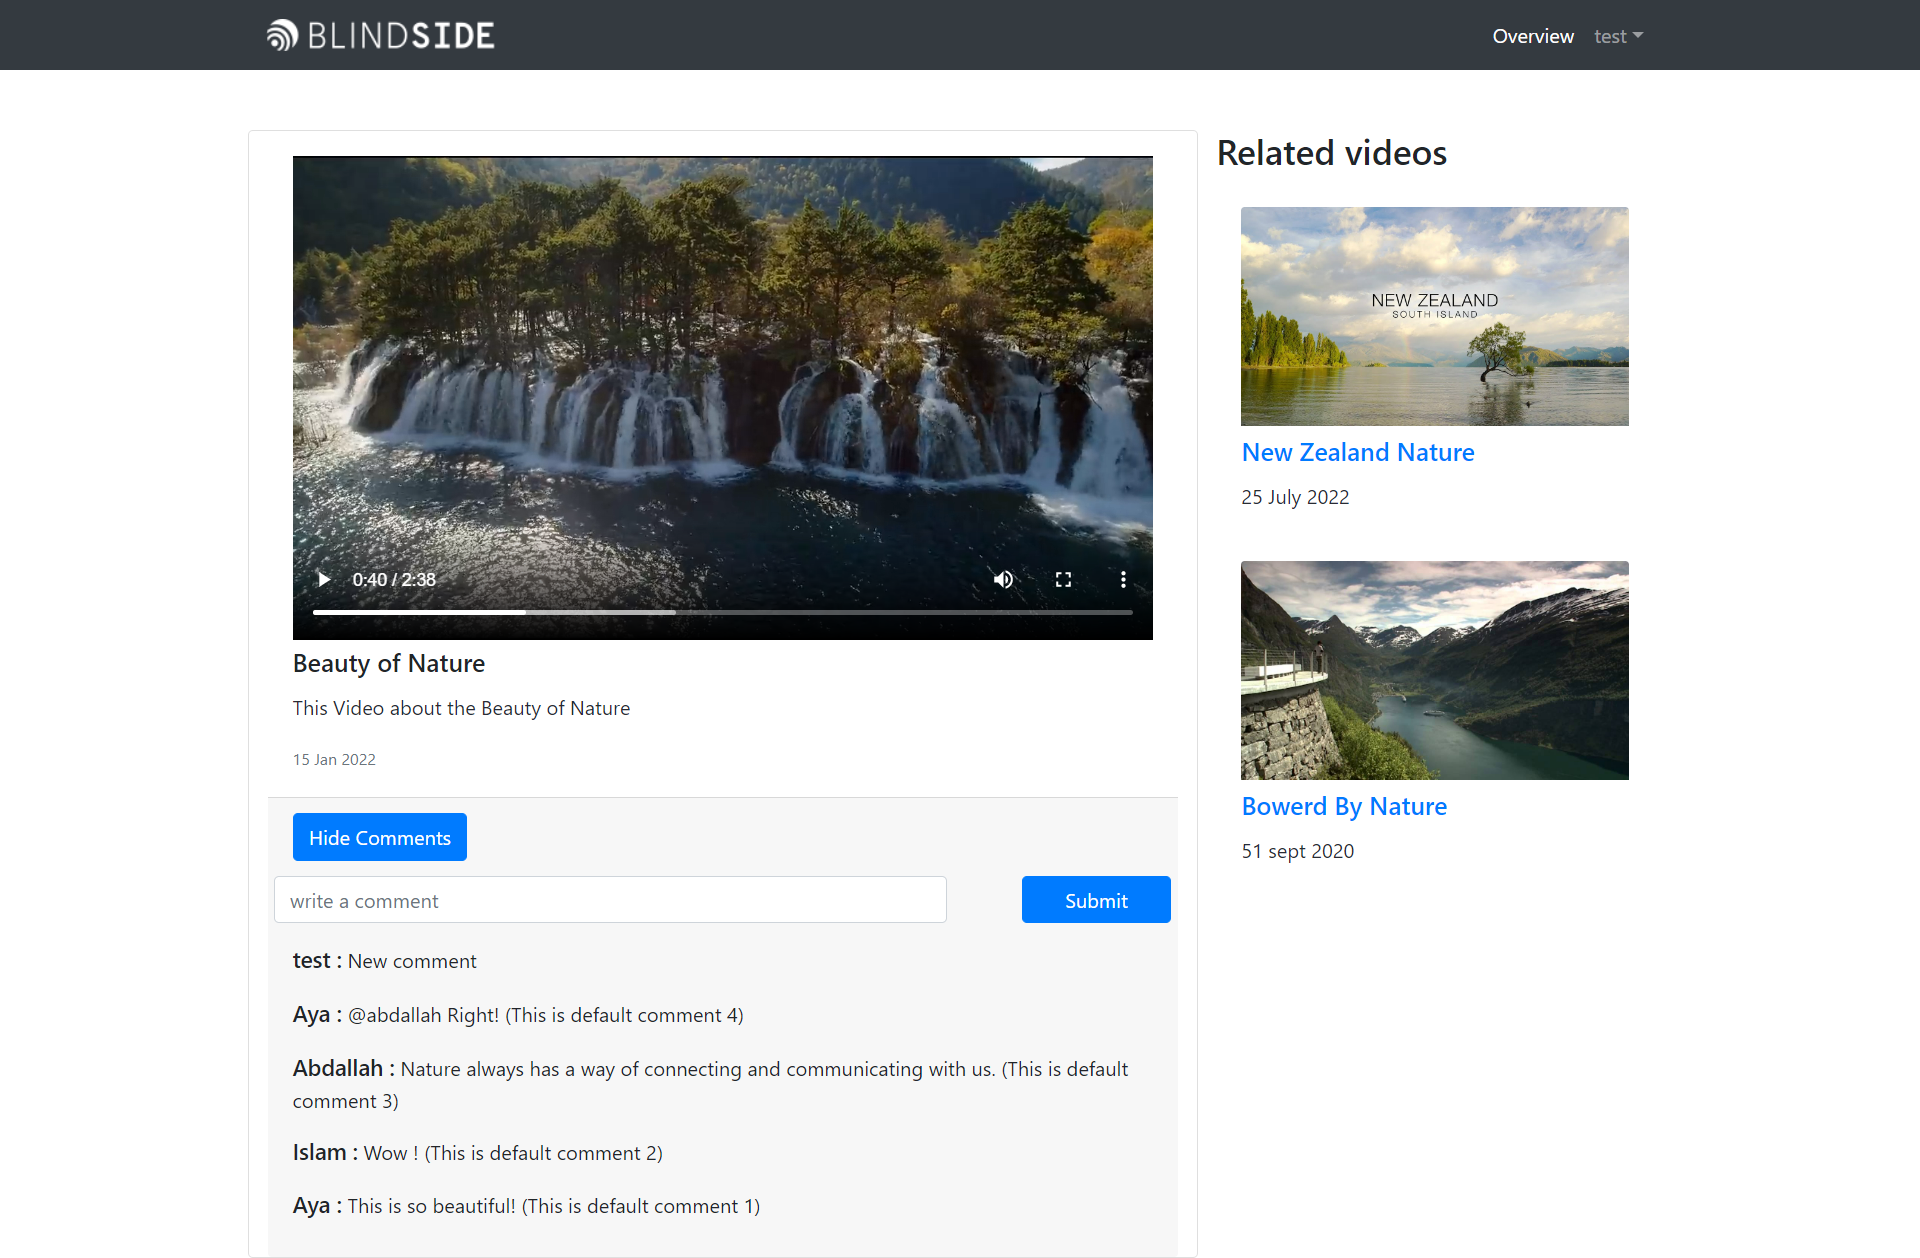 BLINDSIDE
Overview
test
Related videos
NEW ZEALAND
SOUTH ISLAND
New Zealand Nature
25 July 2022
Bowerd By Nature
51 sept 2020
0:40 / 2:38
Beauty of Nature
This Video about the Beauty of Nature
15 Jan 2022
Hide Comments
write a comment
Submit
test : New comment
Aya : @abdallah Right! (This is default comment 4)
Abdallah : Nature always has a way of connecting and communicating with us. (This is default
comment 3)
Islam : Wow ! (This is default comment 2)
Aya : This is so beautiful! (This is default comment 1)